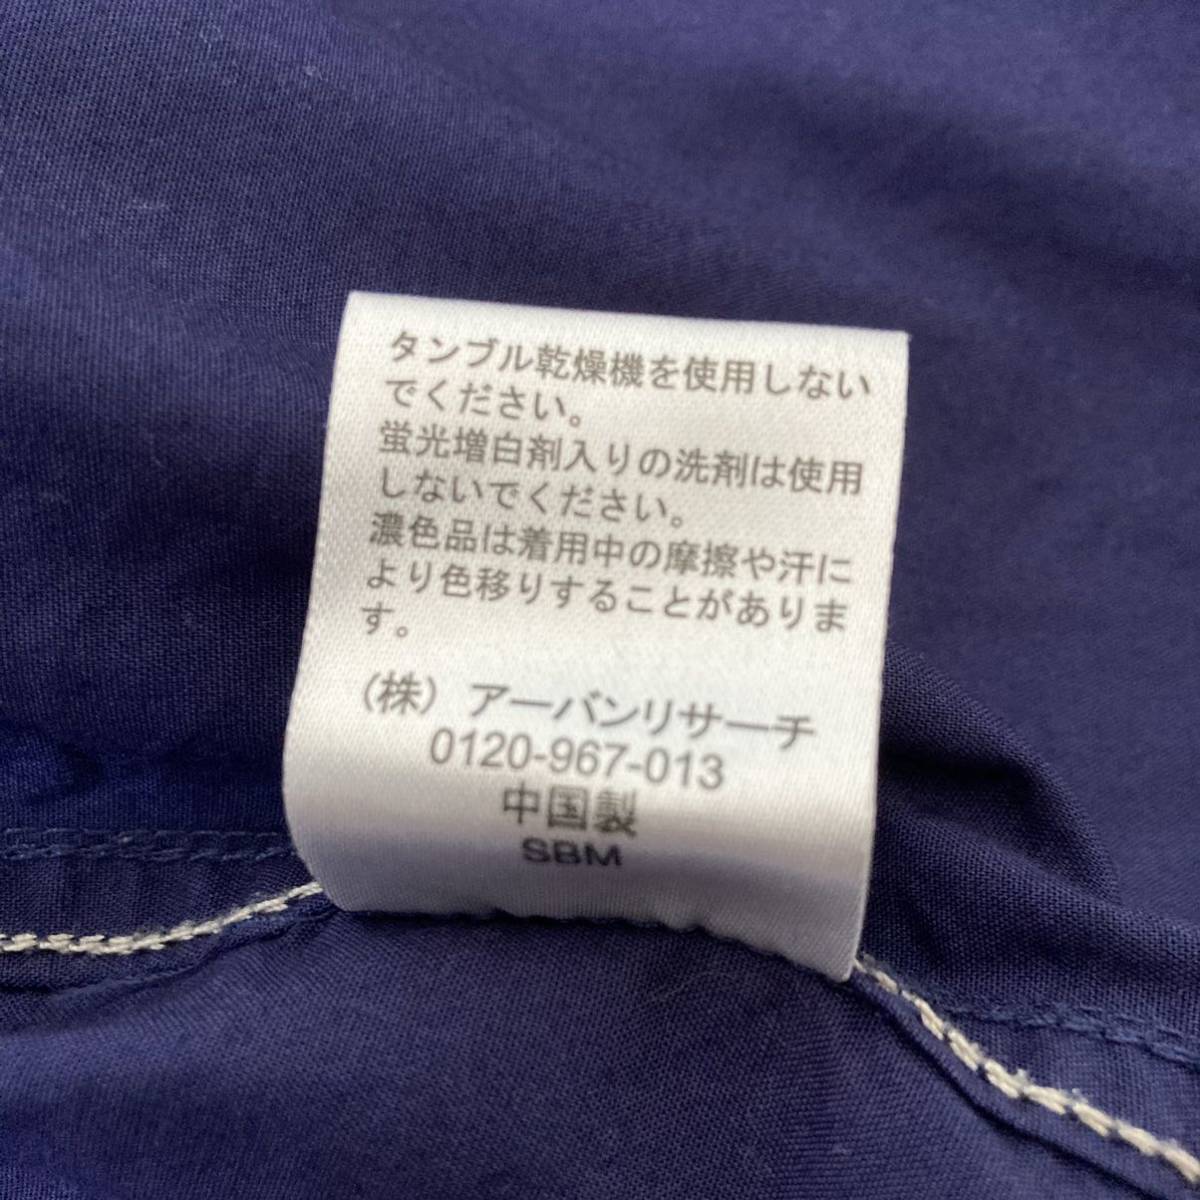 タンブル乾燥機を使用しない
でください。
蛍光増白剤入りの洗剤は使用
しないでください。
濃色品は着用中の摩擦や汗に
より色移りすることがありま
す。
(株) アーバンリサーチ
0120-967-013
中国製
SBM